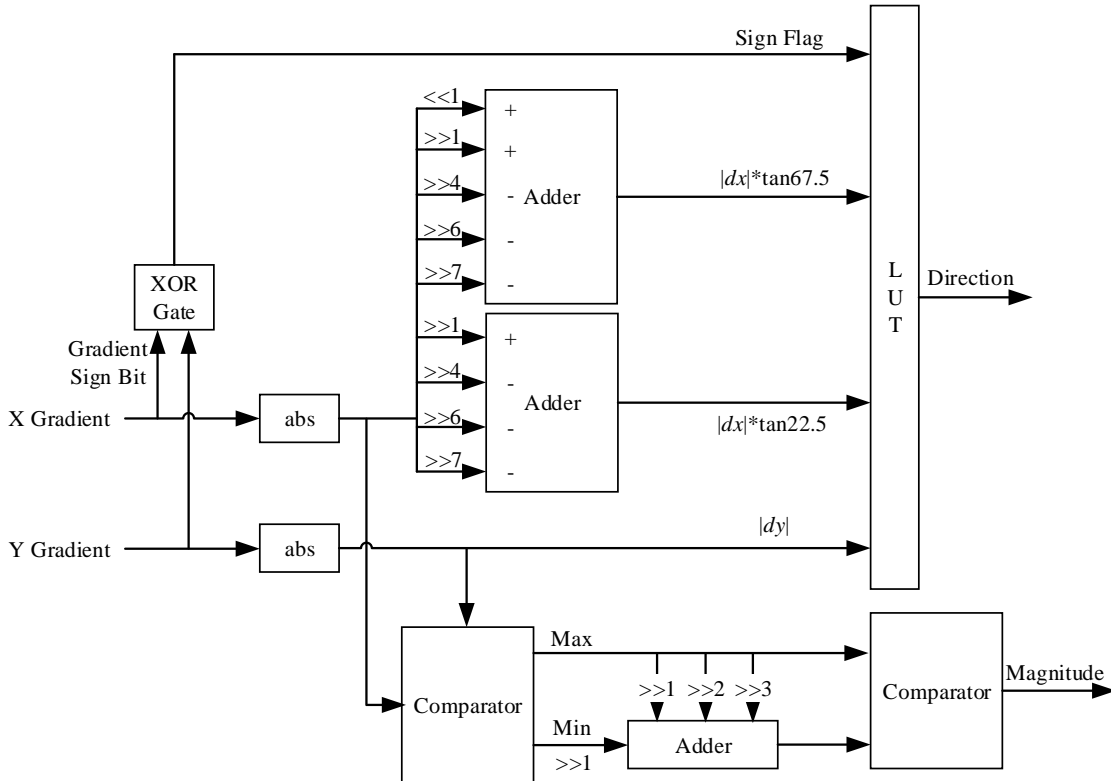 Sign Flag
<<1
+
>>1
+
>>4
-
Adder
|dx|*tan67.5
>>6
-
>>7
-
XOR
Gate
L
U
T
Direction
Gradient
Sign Bit
>>1
+
>>4
-
Adder
|dx|*tan22.5
>>6
-
>>7
-
X Gradient
abs
Y Gradient
abs
|dy|
Max
>>1
>>2
>>3
Comparator
Comparator
Magnitude
Min
>>1
Adder